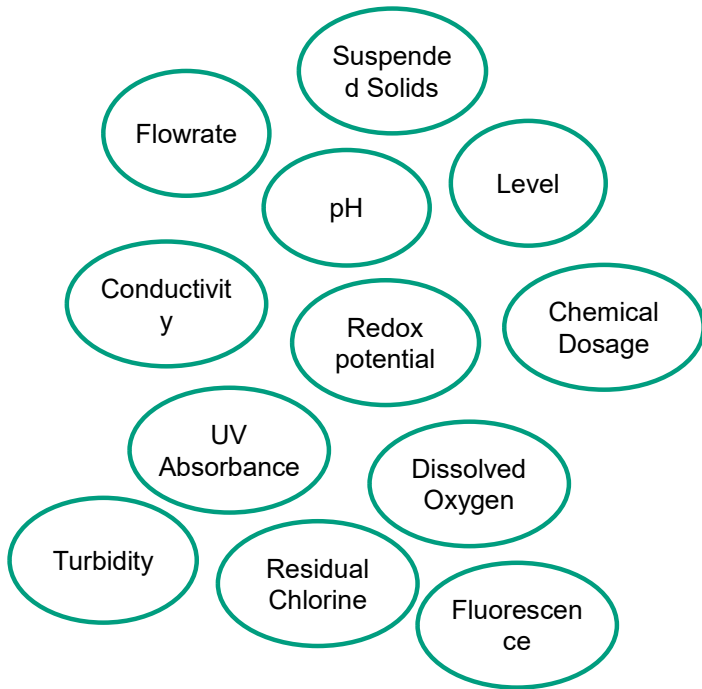 Suspende
d Solids
Flowrate
Level
pH
Conductivit
y
Redox
potential
Chemical
Dosage
UV
Absorbance
Dissolved
Oxygen
Turbidity
Residual
Chlorine
Fluorescen
ce